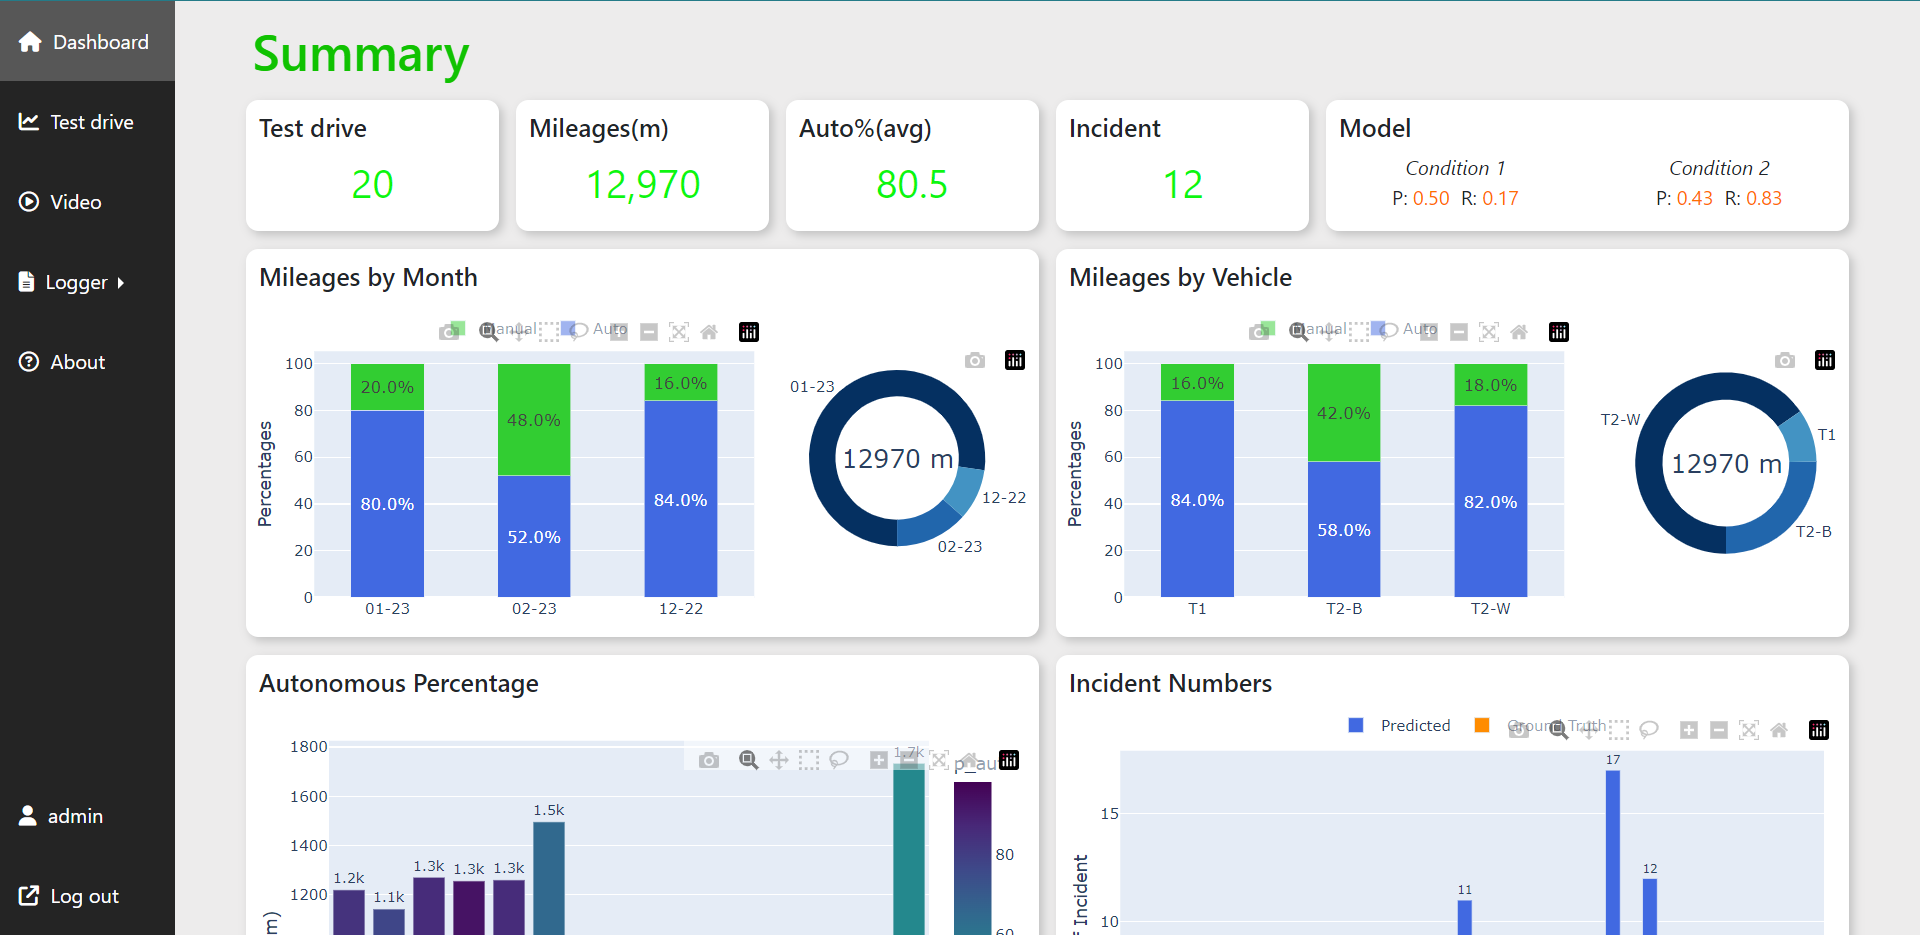 Dashboard
Test drive
Video
Logger
About
admin
Log out
Summary
Test drive
20
Mileages(m)
12,970
Auto%(avg)
80.5
Incident
12
Model
Condition 1
P: 0.50 R: 0.17
Condition 2
P: 0.43 R: 0.83
Mileages by Month
Manual Auto
Percentages
100
80
60
40
20
0
20.0%
48.0%
16.0%
80.0%
52.0%
84.0%
01-23
02-23
12-22
01-23
12970 m
12-22
02-23
Mileages by Vehicle
Manual Auto
Percentages
100
80
60
40
20
0
16.0%
42.0%
18.0%
84.0%
58.0%
82.0%
T1
T2-B
T2-W
T2-W
T1
12970 m
T2-B
Autonomous Percentage
1800
1600
1400
1200
m)
1.2k
1.1k
1.3k
1.3k
1.3k
1.5k
1.7k
p_au
80
60
Incident Numbers
Predicted
Ground Truth
15
10
Incident
11
17
12